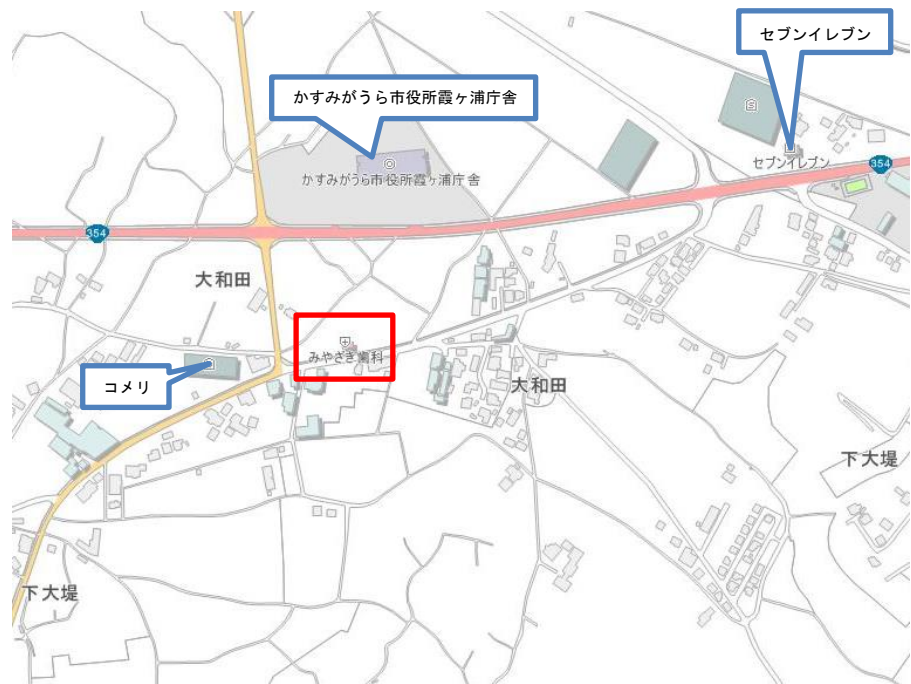 セブンイレブン
かすみがうら市役所霞ヶ浦庁舎
セブンイレブン
354
かすみがうら市役所霞ヶ浦庁舎
354
大和田
みやざき歯科
コメリ
大和田
下大堤
下大堤